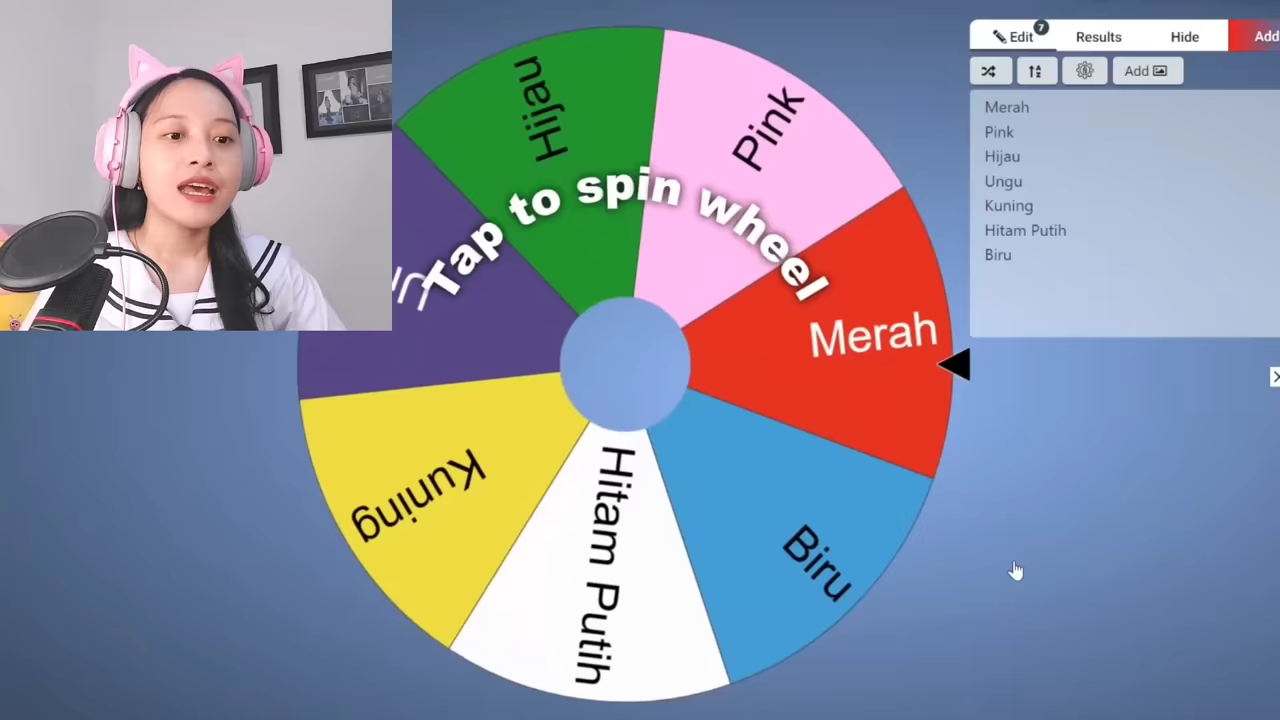 Edit
7
Results
Hide
Add
Add
Merah
Pink
Hijau
Ungu
Kuning
Hitam Putih
Biru
Tap to spin wheel
Hijau
Pink
Merah
Biru
Hitam Putih
Kuning